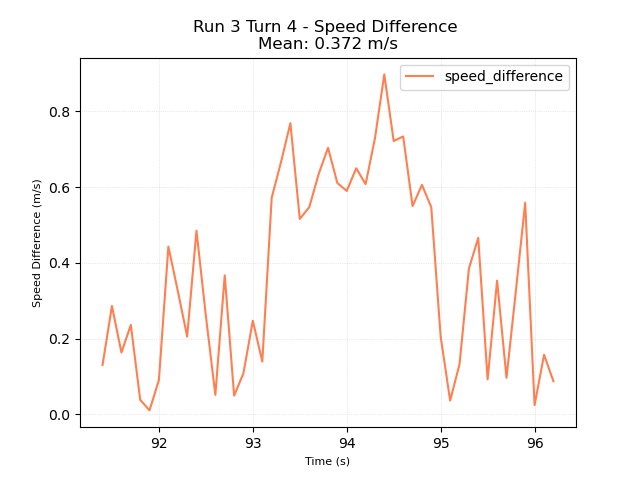 Run 3 Turn 4 - Speed Difference
Mean: 0.372 m/s
speed_difference
Speed Difference (m/s)
0.8
0.6
0.4
0.2
0.0
92
93
94
95
96
Time (s)